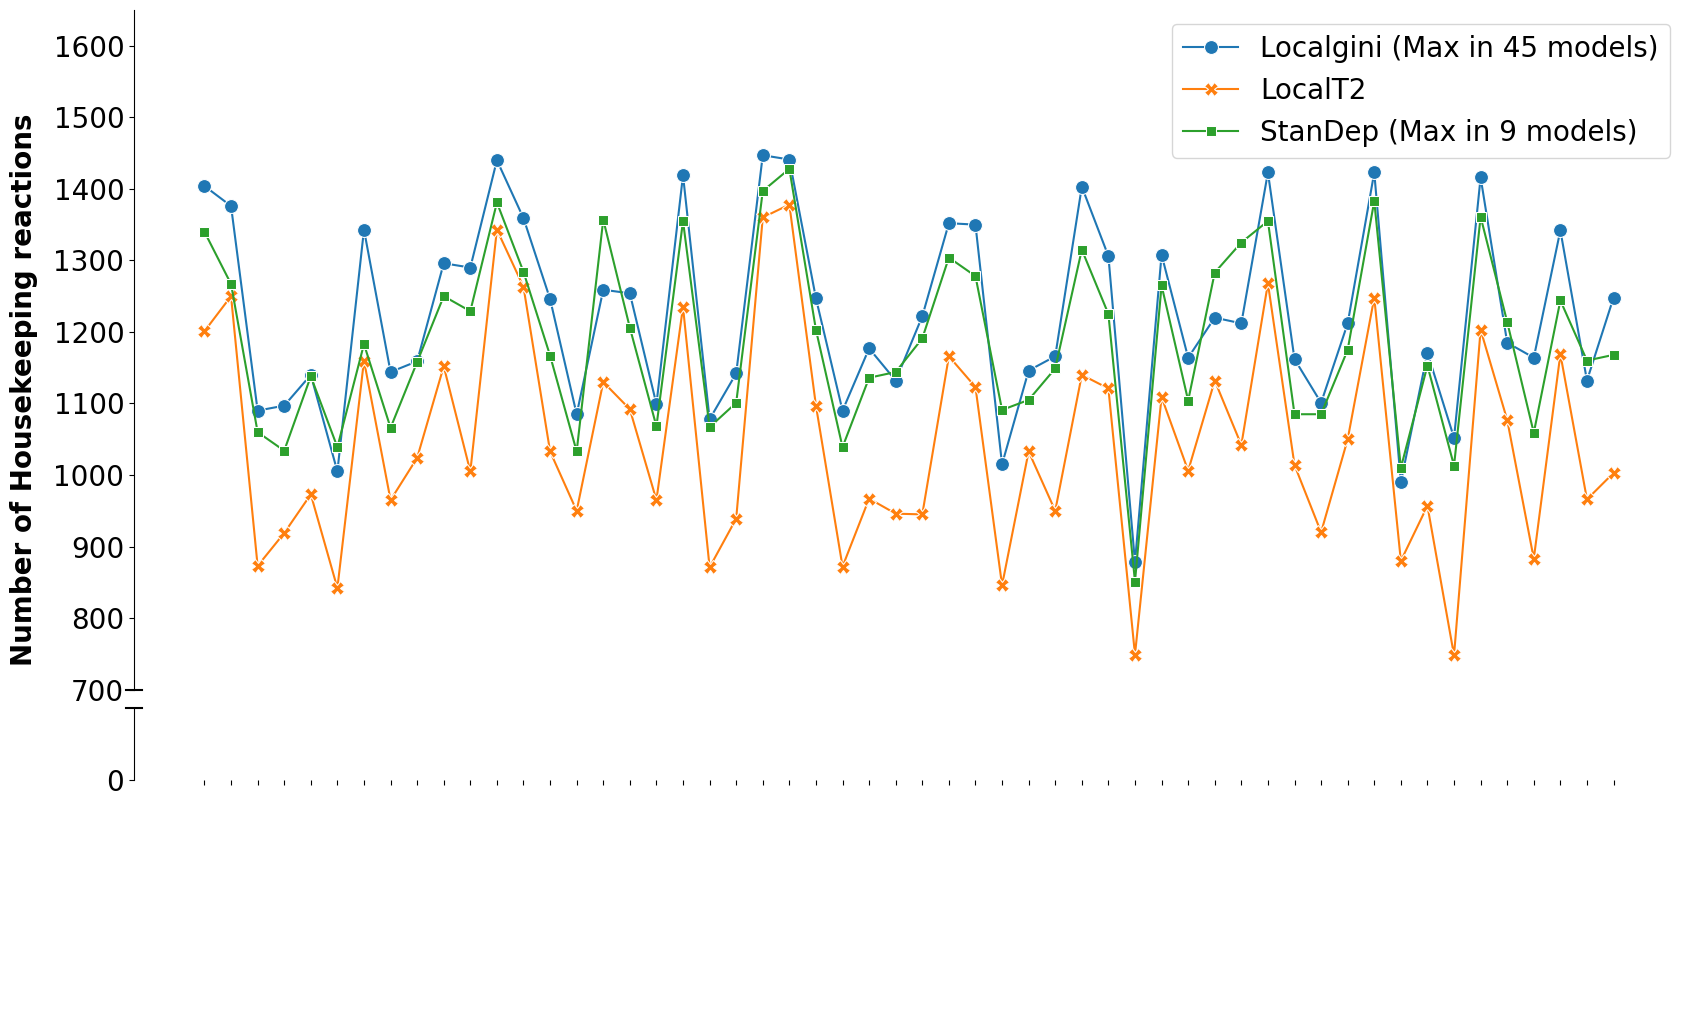 Number of Housekeeping reactions
1600
1500
1400
1300
1200
1100
1000
900
800
700
0
Localgini (Max in 45 models)
LocalT2
StanDep (Max in 9 models)